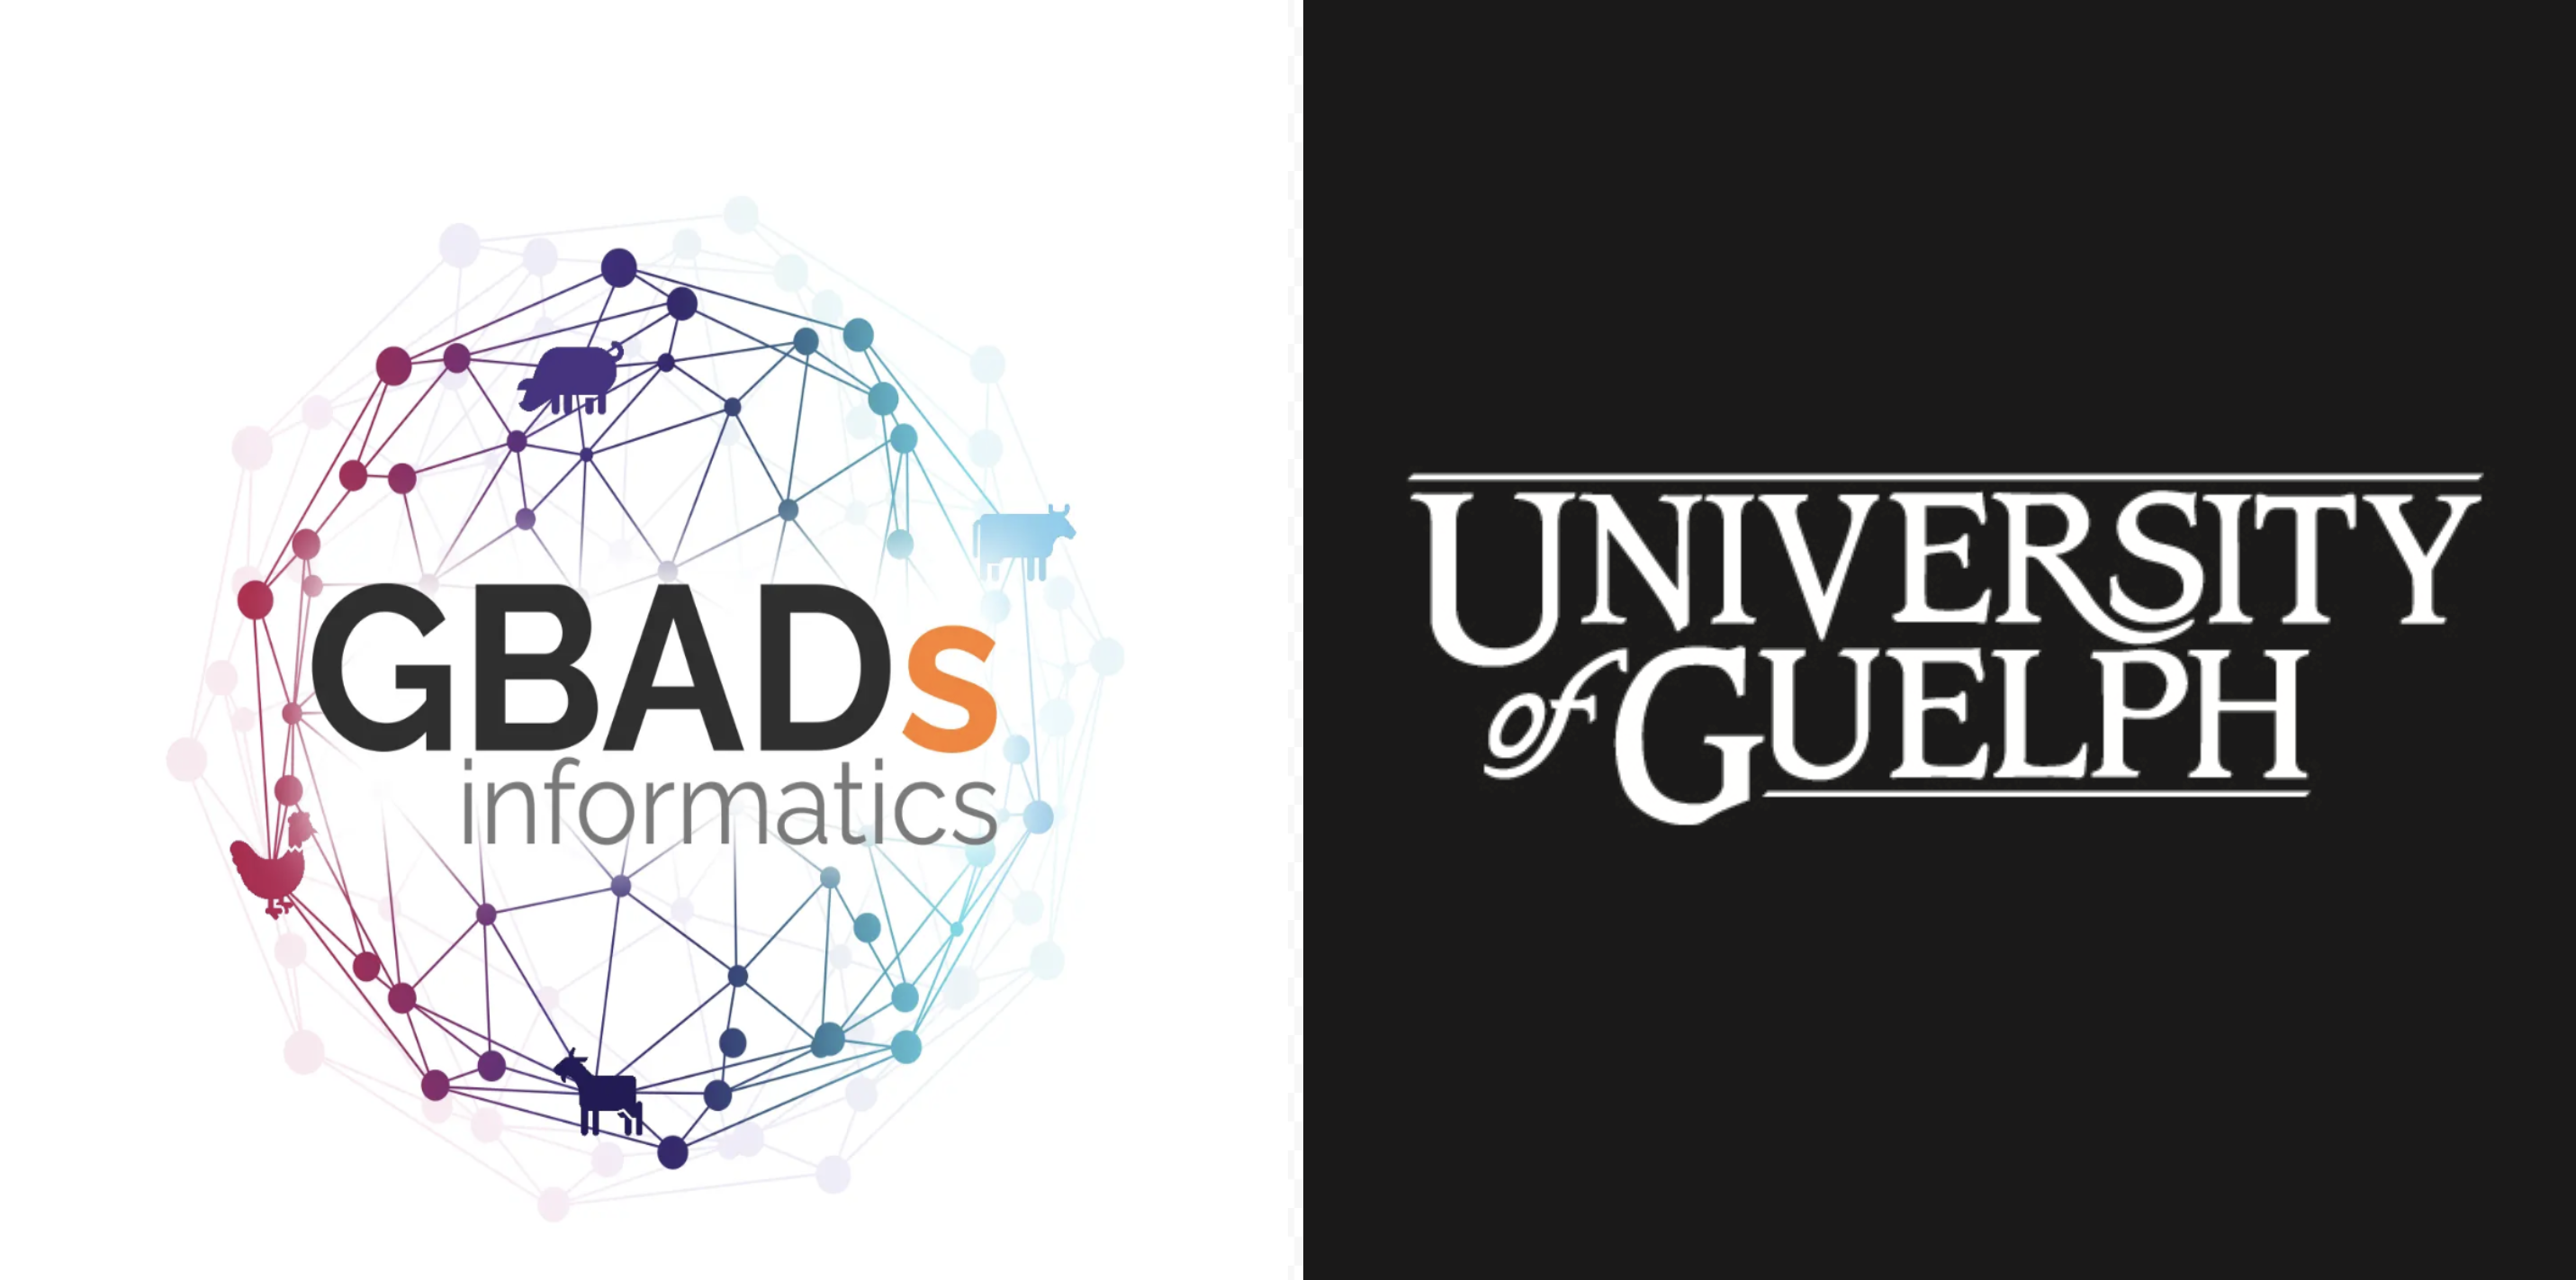 GBADs
informatics
UNIVERSITY
of GUELPH